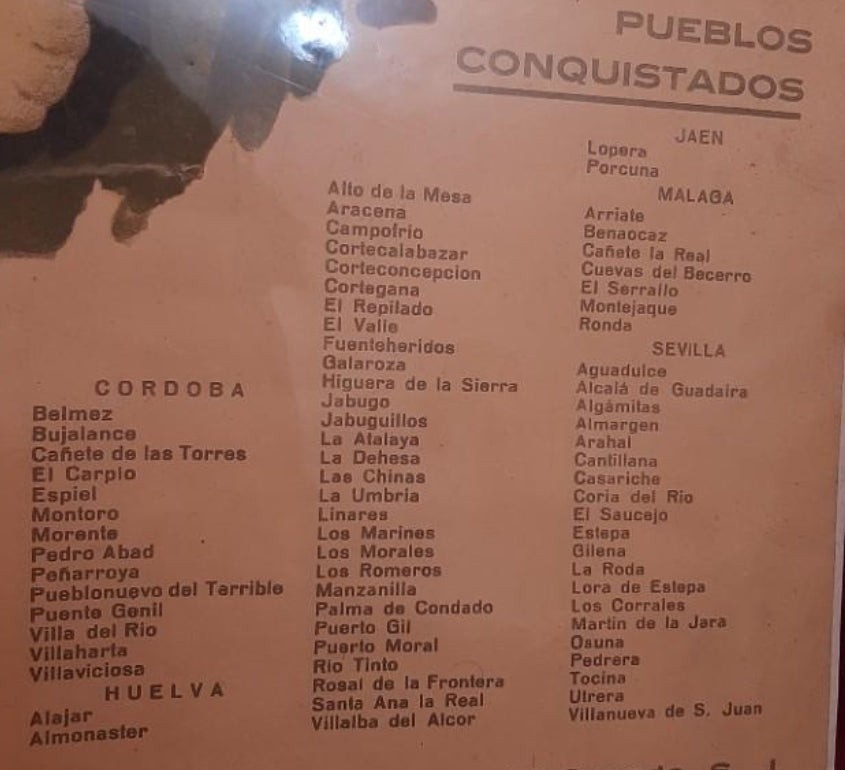 PUEBLOS
CONQUISTADOS
CORDOBA
Belmez
Bujalance
Cañete de las Torres
El Carpio
Espiel
Montoro
Morente
Pedro Abad
Peñarroya
Pueblonuevo del Terrible
Puente Genil
Villa del Rio
Villaharta
Villaviciosa
HUELVA
Alajar
Almonaster
Alto de la Mesa
Aracena
Campofrio
Cortecalabazar
Corteconcepcion
Cortegana
El Repilado
El Valle
Fuenteheridos
Galaroza
Higuera de la Sierra
Jabugo
Jabuguillos
La Atalaya
La Dehesa
Las Chinas
La Umbria
Linares
Los Marines
Los Morales
Los Romeros
Manzanilla
Palma de Condado
Puerto Gil
Puerto Moral
Rio Tinto
Rosal de la Frontera
Santa Ana la Real
Villalba del Alcor
JAEN
Lopera
Porcuna
MALAGA
Arriate
Benaocaz
Cañete la Real
Cuevas del Becerro
El Serrallo
Montejaque
Ronda
SEVILLA
Aguadulce
Alcalá de Guadaira
Algámitas
Almargen
Arahal
Cantillana
Casariche
Coria del Rio
El Saucejo
Estepa
Gilena
La Roda
Lora de Estepa
Los Corrales
Martin de la Jara
Osuna
Pedrera
Tocina
Utrera
Villanueva de S. Juan